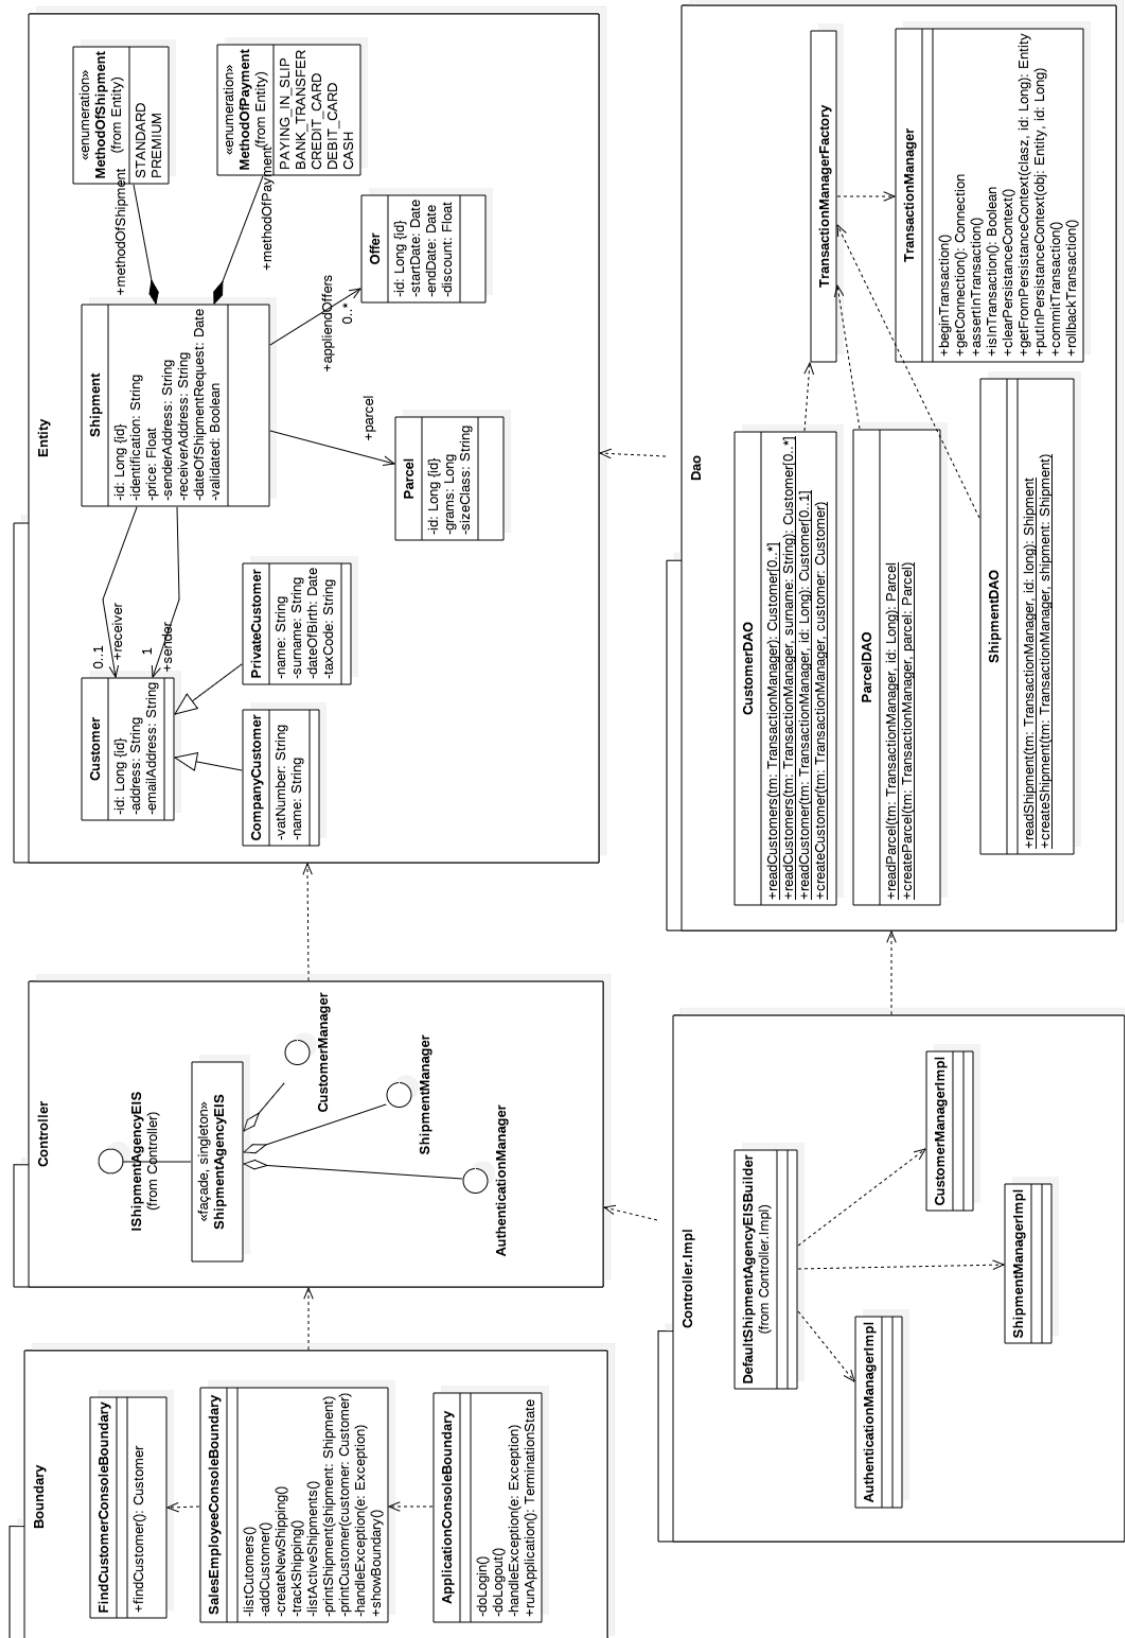 Boundary
FindCustomerConsoleBoundary
+findCustomer(): Customer
SalesEmployeeConsoleBoundary
-listCutomers()
-addCustomer()
-createNewShipping()
-trackShipping()
-listActiveShipments()
-printShipment(shipment: Shipment)
-printCustomer(customer: Customer)
-handleException(e: Exception)
+showBoundary()
ApplicationConsoleBoundary
-doLogin()
-doLogout()
-handleException(e: Exception)
+runApplication(): TerminationState
Controller
IShipmentAgencyEIS
(from Controller)
«façade, singleton»
ShipmentAgencyEIS
CustomerManager
ShipmentManager
AuthenticationManager
Entity
Customer
-id: Long {id}
-address: String
-emailAddress: String
0..1
+receiver
1
+sender
CompanyCustomer
-vatNumber: String
-name: String
PrivateCustomer
-name: String
-surname: String
-dateOfBirth: Date
-taxCode: String
Shipment
-id: Long {id}
-identification: String
-price: Float
-senderAddress: String
-receiverAddress: String
-dateOfShipmentRequest: Date
-validated: Boolean
+methodOfShipment
«enumeration»
MethodOfShipment
(from Entity)
STANDARD
PREMIUM
+methodOfPayment
«enumeration»
MethodOfPayment
(from Entity)
PAYING_IN_SLIP
BANK_TRANSFER
CREDIT_CARD
DEBIT_CARD
CASH
+appliendOffers
0..*
Offer
-id: Long {id}
-startDate: Date
-endDate: Date
-discount: Float
+parcel
Parcel
-id: Long {id}
-grams: Long
-sizeClass: String
Controller.Impl
DefaultShipmentAgencyEISBuilder
(from Controller.Impl)
AuthenticationManagerImpl
CustomerManagerImpl
ShipmentManagerImpl
Dao
CustomerDAO
+readCustomers(tm: TransactionManager): Customer[0..*]
+readCustomers(tm: TransactionManager, surname: String): Customer[0..*]
+readCustomer(tm: TransactionManager, id: Long): Customer[0..1]
+createCustomer(tm: TransactionManager, customer: Customer)
ParcelDAO
+readParcel(tm: TransactionManager, id: Long): Parcel
+createParcel(tm: TransactionManager, parcel: Parcel)
ShipmentDAO
+readShipment(tm: TransactionManager, id: long): Shipment
+createShipment(tm: TransactionManager, shipment: Shipment)
TransactionManagerFactory
TransactionManager
+beginTransaction()
+getConnection(): Connection
+assertInTransaction()
+isInTransaction(): Boolean
+clearPersistanceContext()
+getFromPersistanceContext(clasz, id: Long): Entity
+putInPersistanceContext(obj: Entity, id: Long)
+commitTransaction()
+rollbackTransaction()